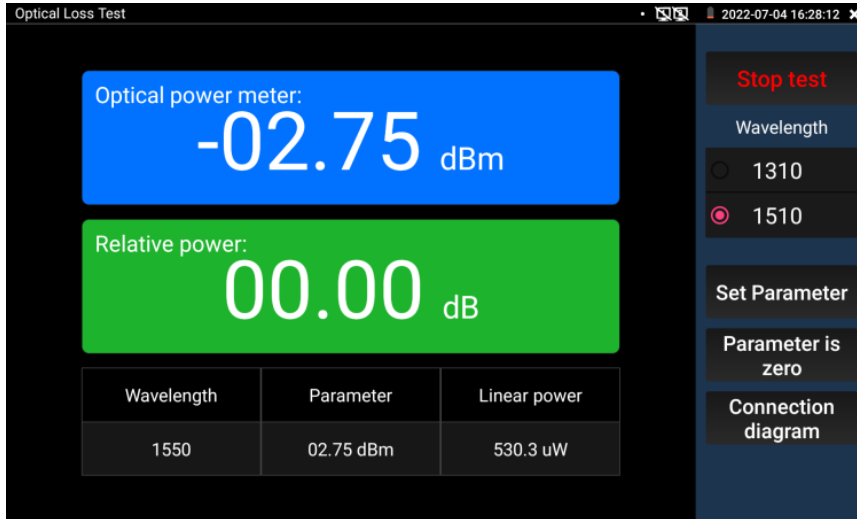 Optical Loss Test
2022-07-04 16:28:12
Optical power meter:
-02.75 dBm
Relative power:
00.00 dB
Wavelength Parameter Linear power
1550 02.75 dBm 530.3 uW
Stop test
Wavelength
1310
1510
Set Parameter
Parameter is
zero
Connection
diagram